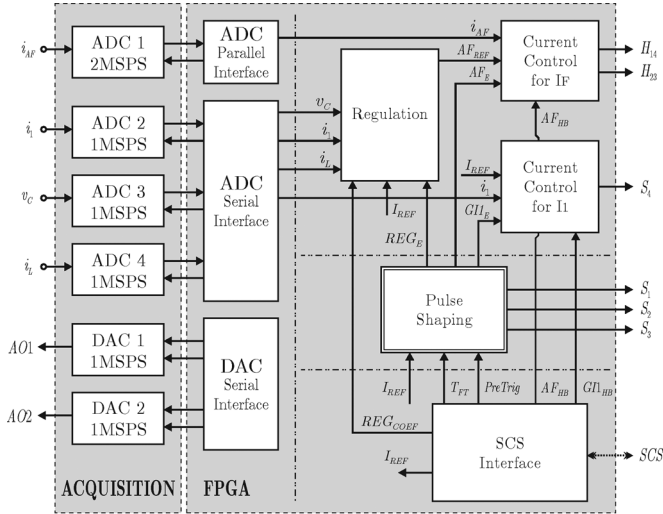 i_AF
ADC 1
2MSPS
ADC
Parallel
Interface
i_AF
AF_REF
AF_E
Current
Control
for I_F
H_14
H_23
i_1
ADC 2
1MSPS
ADC
Serial
Interface
v_C
i_1
i_L
Regulation
AF_HB
v_C
ADC 3
1MSPS
I_REF
REG_E
I_REF
i_1
GI1_E
Current
Control
for I1
S_4
i_L
ADC 4
1MSPS
Pulse
Shaping
S_1
S_2
S_3
AO1
DAC 1
1MSPS
DAC
Serial
Interface
AO2
DAC 2
1MSPS
I_REF
T_FT
PreTrig
AF_HB
GI1_HB
REG_COEF
I_REF
SCS
Interface
SCS
ACQUISITION
FPGA